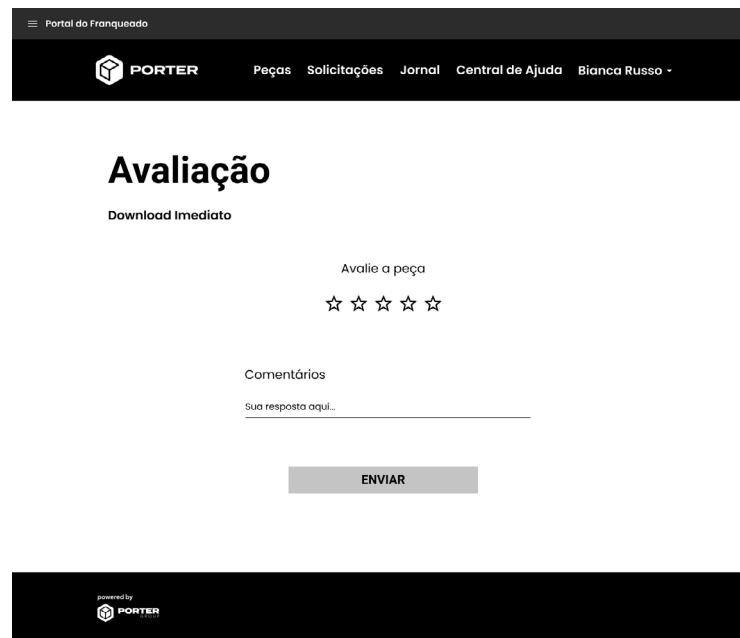 Portal do Franqueado
PORTER
Peças Solicitações Jornal Central de Ajuda Bianca Russo
Avaliação
Download Imediato
Avalie a peça
Comentários
Sua resposta aqui...
ENVIAR
powered by
PORTER
GROUP